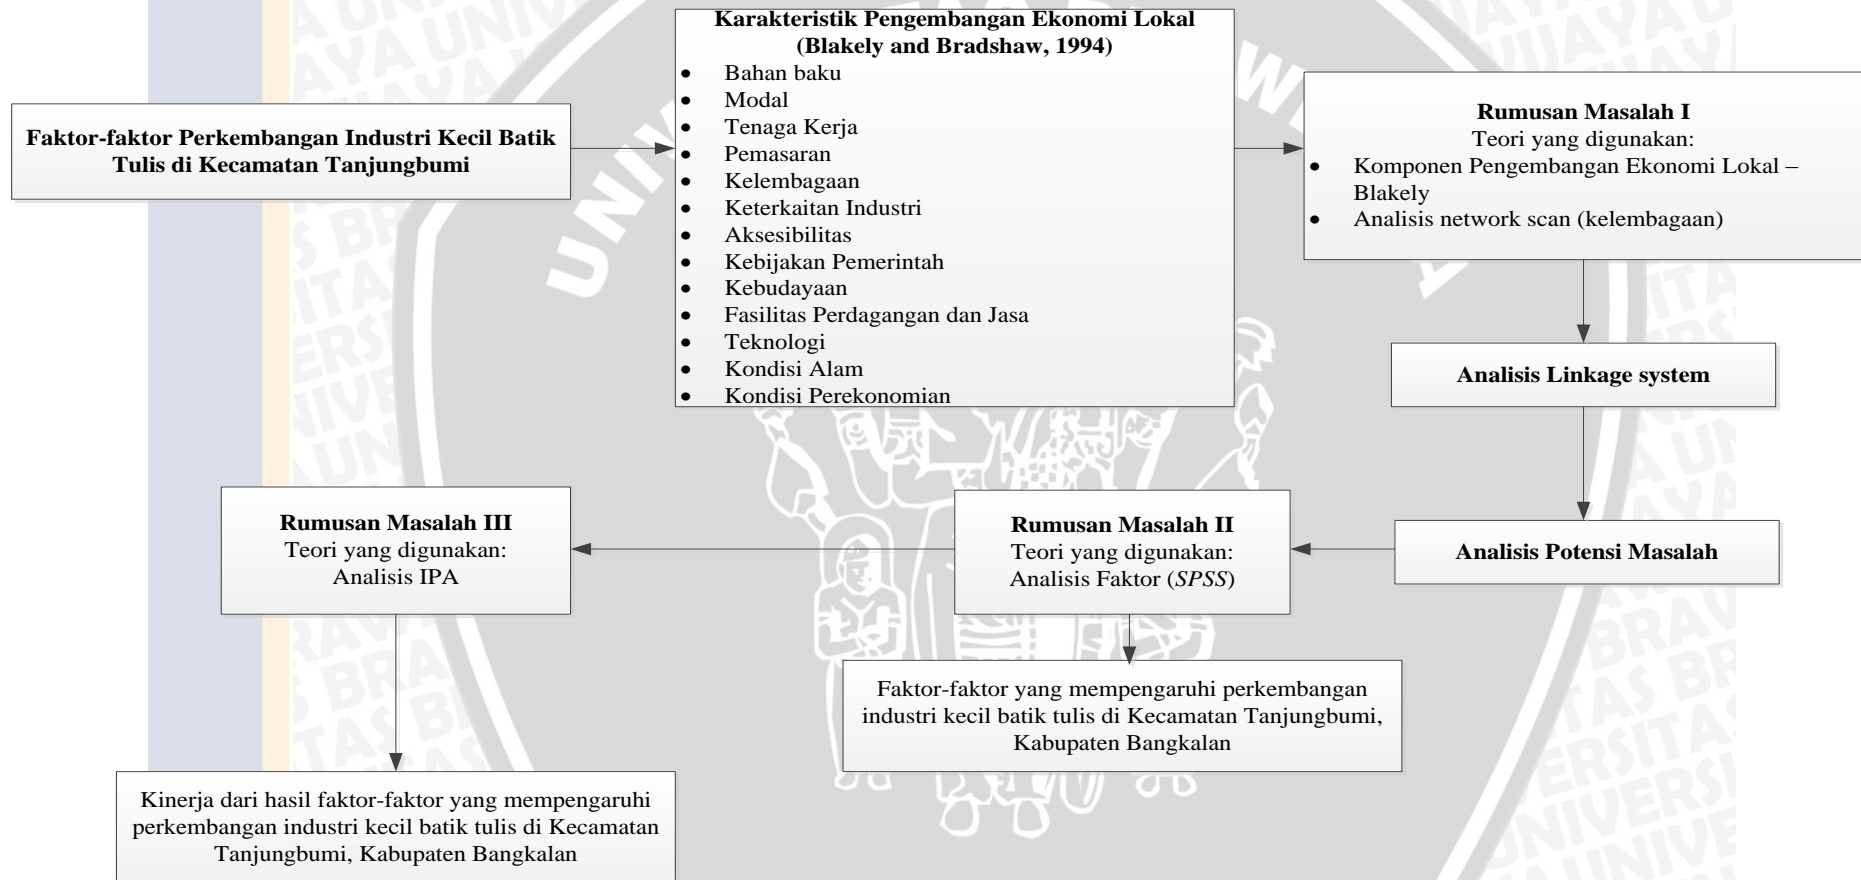 Faktor-faktor Perkembangan Industri Kecil Batik
Tulis di Kecamatan Tanjungbumi
Karakteristik Pengembangan Ekonomi Lokal
(Blakely and Bradshaw, 1994)
• Bahan baku
• Modal
• Tenaga Kerja
• Pemasaran
• Kelembagaan
• Keterkaitan Industri
• Aksesibilitas
• Kebijakan Pemerintah
• Kebudayaan
• Fasilitas Perdagangan dan Jasa
• Teknologi
• Kondisi Alam
• Kondisi Perekonomian
Rumusan Masalah I
Teori yang digunakan:
• Komponen Pengembangan Ekonomi Lokal –
Blakely
• Analisis network scan (kelembagaan)
Analisis Linkage system
Analisis Potensi Masalah
Rumusan Masalah II
Teori yang digunakan:
Analisis Faktor (SPSS)
Faktor-faktor yang mempengaruhi perkembangan
industri kecil batik tulis di Kecamatan Tanjungbumi,
Kabupaten Bangkalan
Rumusan Masalah III
Teori yang digunakan:
Analisis IPA
Kinerja dari hasil faktor-faktor yang mempengaruhi
perkembangan industri kecil batik tulis di Kecamatan
Tanjungbumi, Kabupaten Bangkalan